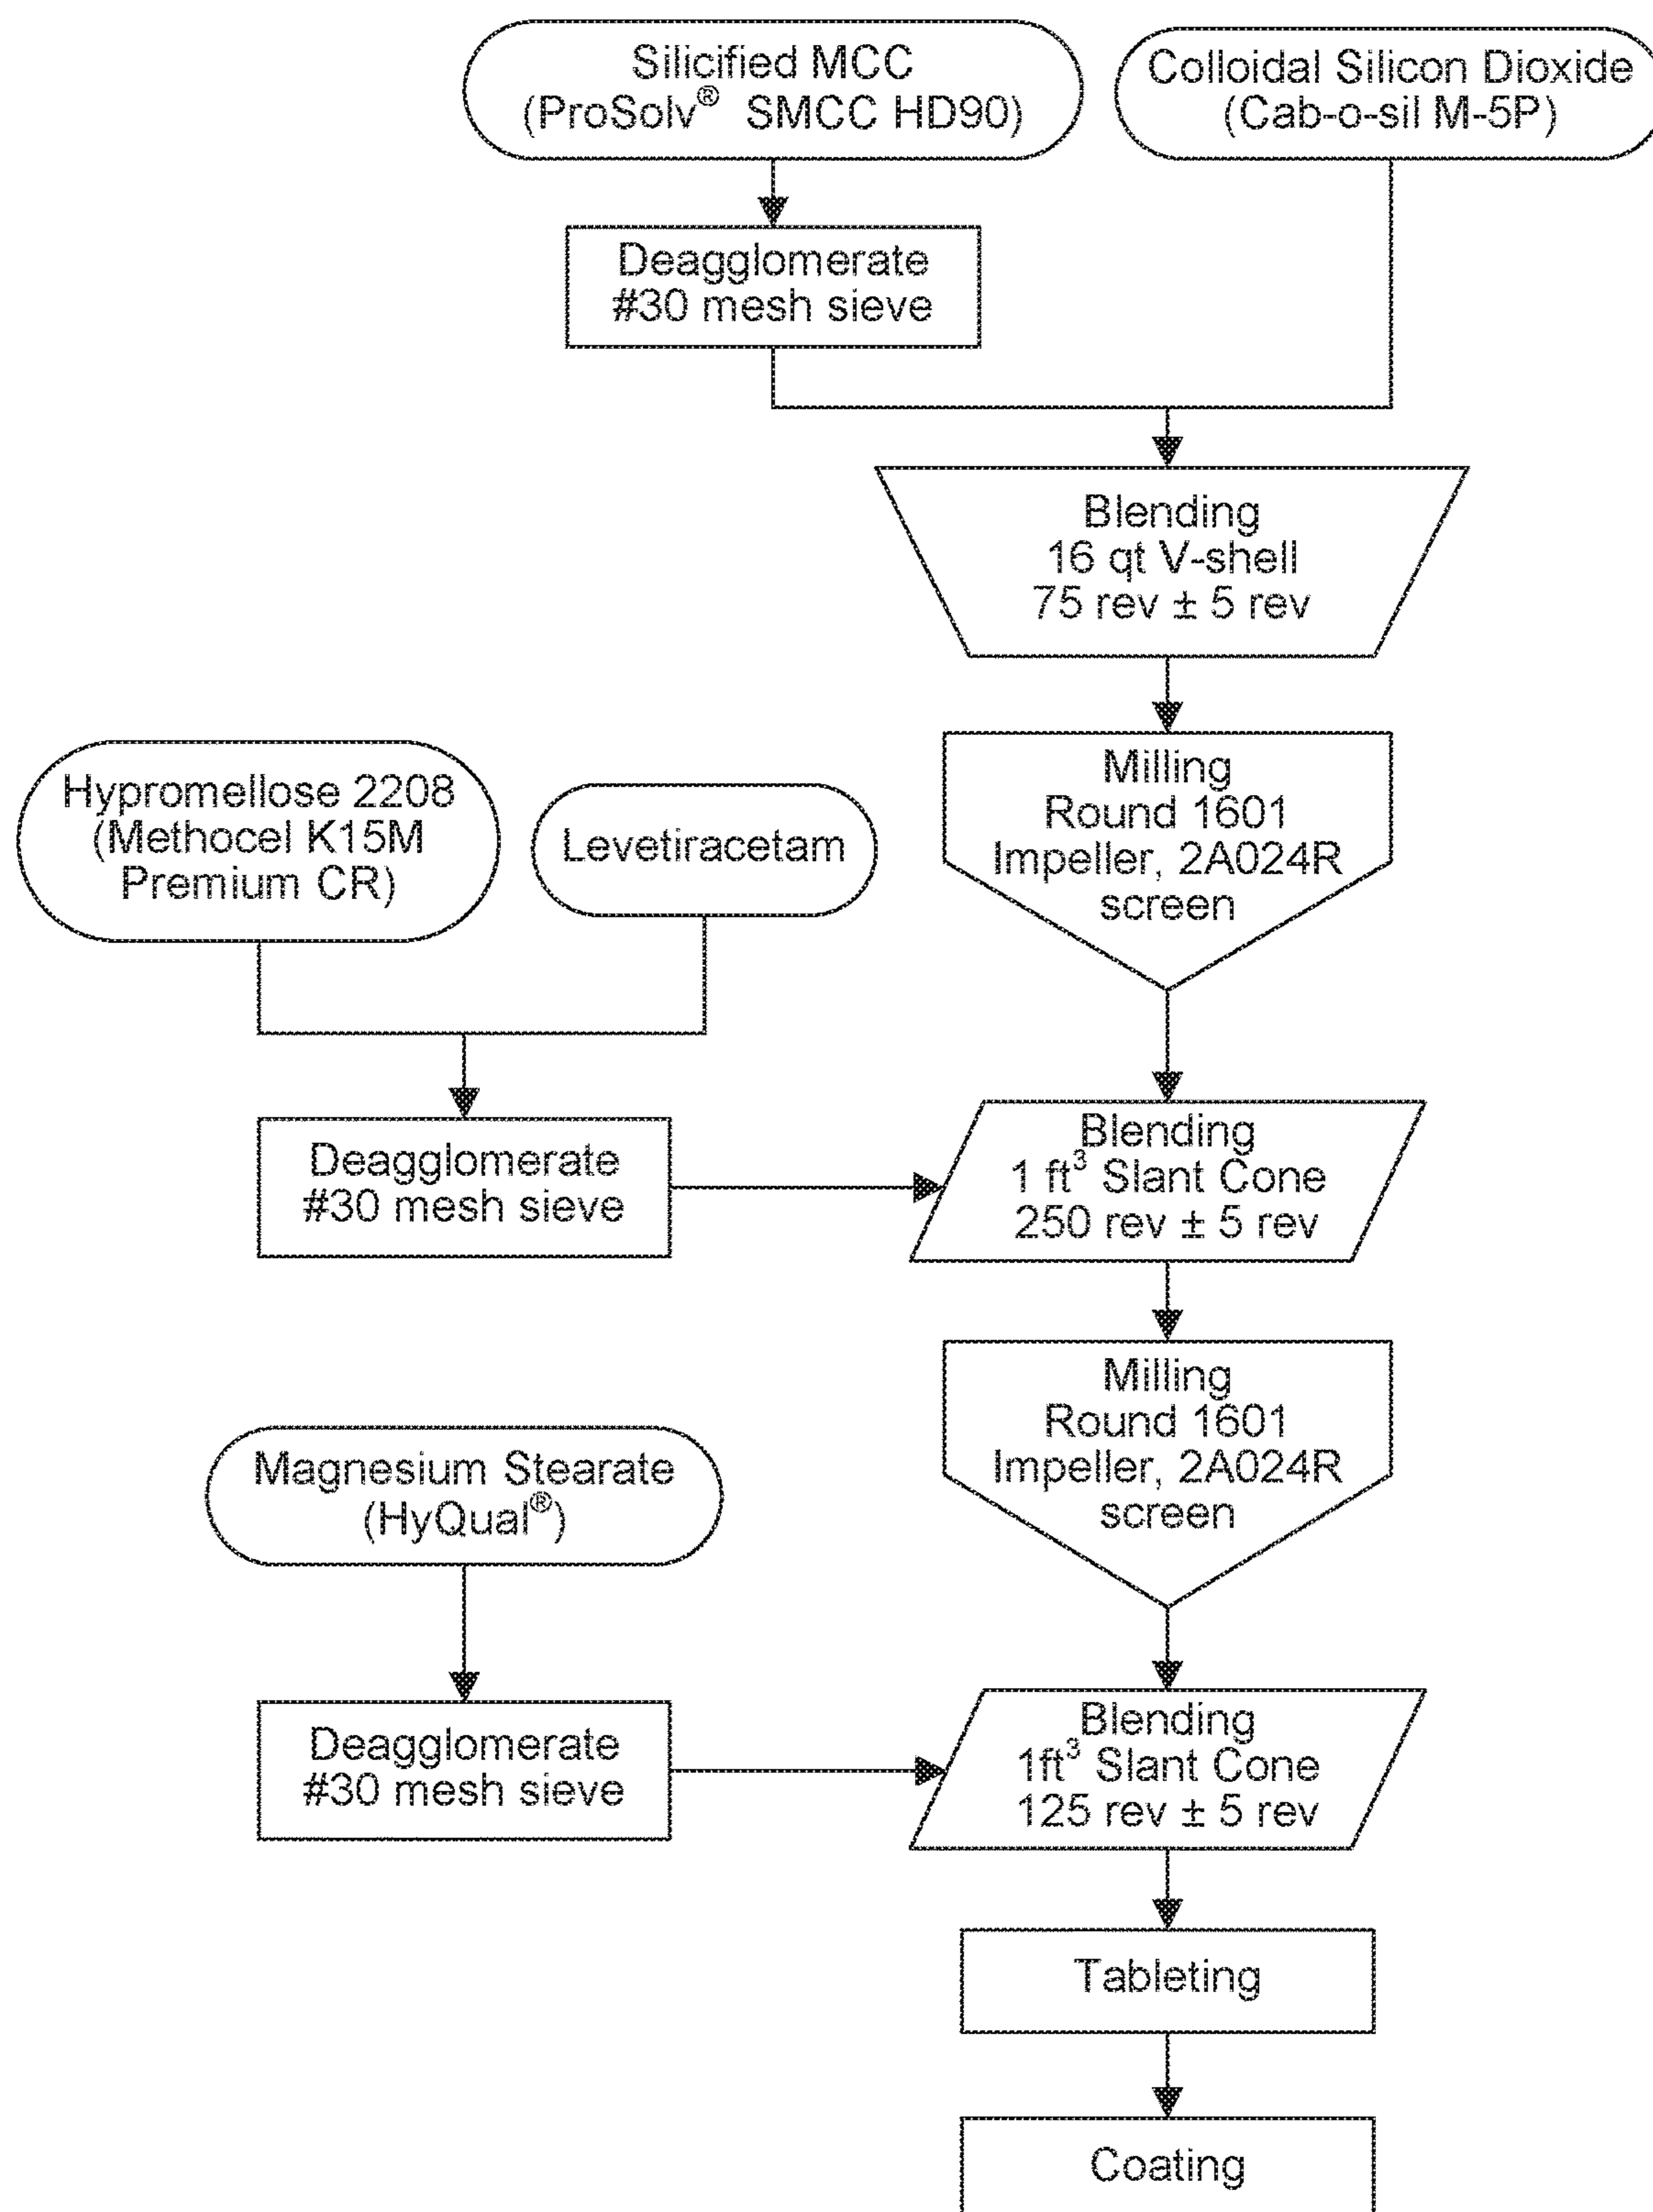 Silicified MCC
(ProSolv® SMCC HD90)
Colloidal Silicon Dioxide
(Cab-o-sil M-5P)
Deagglomerate
#30 mesh sieve
Blending
16 qt V-shell
75 rev ± 5 rev
Milling
Round 1601
Impeller, 2A024R
screen
Hypromellose 2208
(Methocel K15M
Premium CR)
Levetiracetam
Deagglomerate
#30 mesh sieve
Blending
1 ft³ Slant Cone
250 rev ± 5 rev
Milling
Round 1601
Impeller, 2A024R
screen
Magnesium Stearate
(HyQual®)
Deagglomerate
#30 mesh sieve
Blending
1ft³ Slant Cone
125 rev ± 5 rev
Tableting
Coating